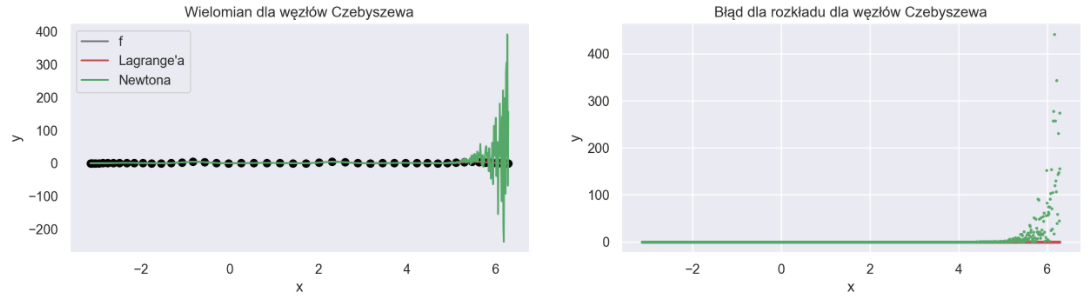 Wielomian dla węzłów Czebyszewa
400
300
200
100
0
−100
−200
y
f
Lagrange'a
Newtona
−2
0
2
4
6
x
Błąd dla rozkładu dla węzłów Czebyszewa
400
300
200
100
0
y
−2
0
2
4
6
x